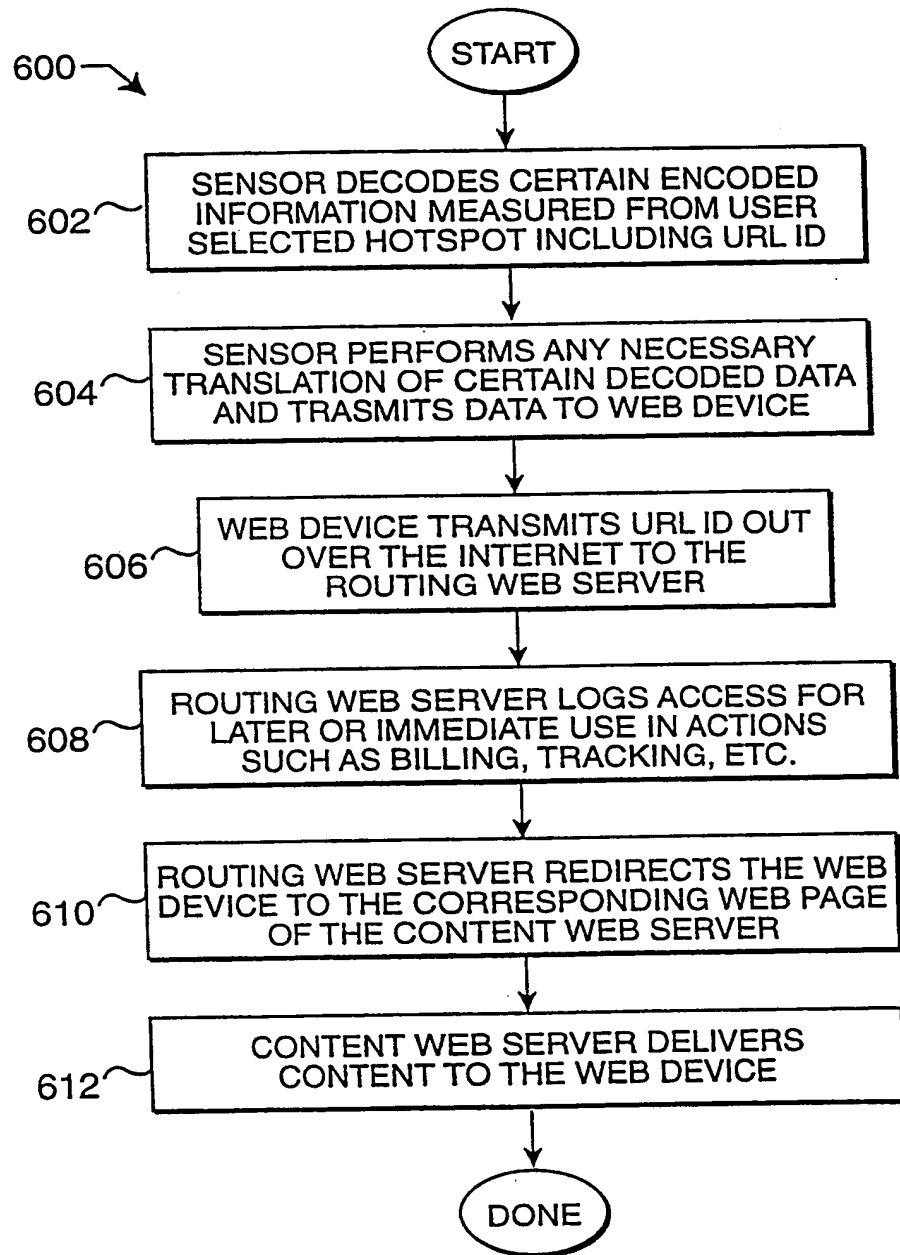 600
START
602
SENSOR DECODES CERTAIN ENCODED
INFORMATION MEASURED FROM USER
SELECTED HOTSPOT INCLUDING URL ID
604
SENSOR PERFORMS ANY NECESSARY
TRANSLATION OF CERTAIN DECODED DATA
AND TRASMITS DATA TO WEB DEVICE
606
WEB DEVICE TRANSMITS URL ID OUT
OVER THE INTERNET TO THE
ROUTING WEB SERVER
608
ROUTING WEB SERVER LOGS ACCESS FOR
LATER OR IMMEDIATE USE IN ACTIONS
SUCH AS BILLING, TRACKING, ETC.
610
ROUTING WEB SERVER REDIRECTS THE WEB
DEVICE TO THE CORRESPONDING WEB PAGE
OF THE CONTENT WEB SERVER
612
CONTENT WEB SERVER DELIVERS
CONTENT TO THE WEB DEVICE
DONE